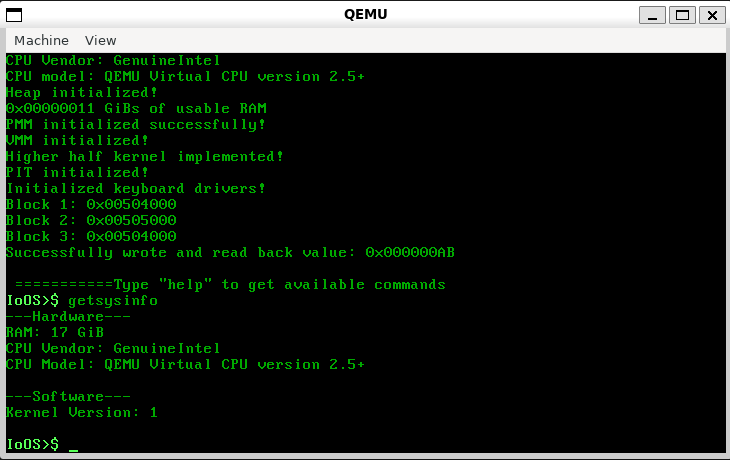 QEMU
Machine View
CPU Vendor: GenuineIntel
CPU model: QEMU Virtual CPU version 2.5+
Heap initialized!
0x00000011 GiBs of usable RAM
PMM initialized successfully!
VMM initialized!
Higher half kernel implemented!
PIT initialized!
Initialized keyboard drivers!
Block 1: 0x00504000
Block 2: 0x00505000
Block 3: 0x00504000
Successfully wrote and read back value: 0x000000AB
===========Type "help" to get available commands
IoOS>$ getsysinfo
---Hardware---
RAM: 17 GiB
CPU Vendor: GenuineIntel
CPU Model: QEMU Virtual CPU version 2.5+
---Software---
Kernel Version: 1
IoOS>$ _